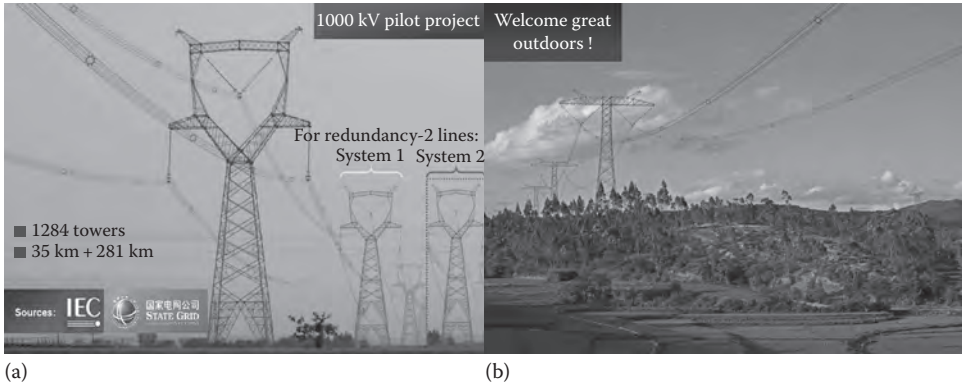 1000 kV pilot project
For redundancy-2 lines:
System 1 System 2
1284 towers
35 km + 281 km
Sources: IEC 国家电网公司
STATE GRID
Welcome great
outdoors !
(a) (b)